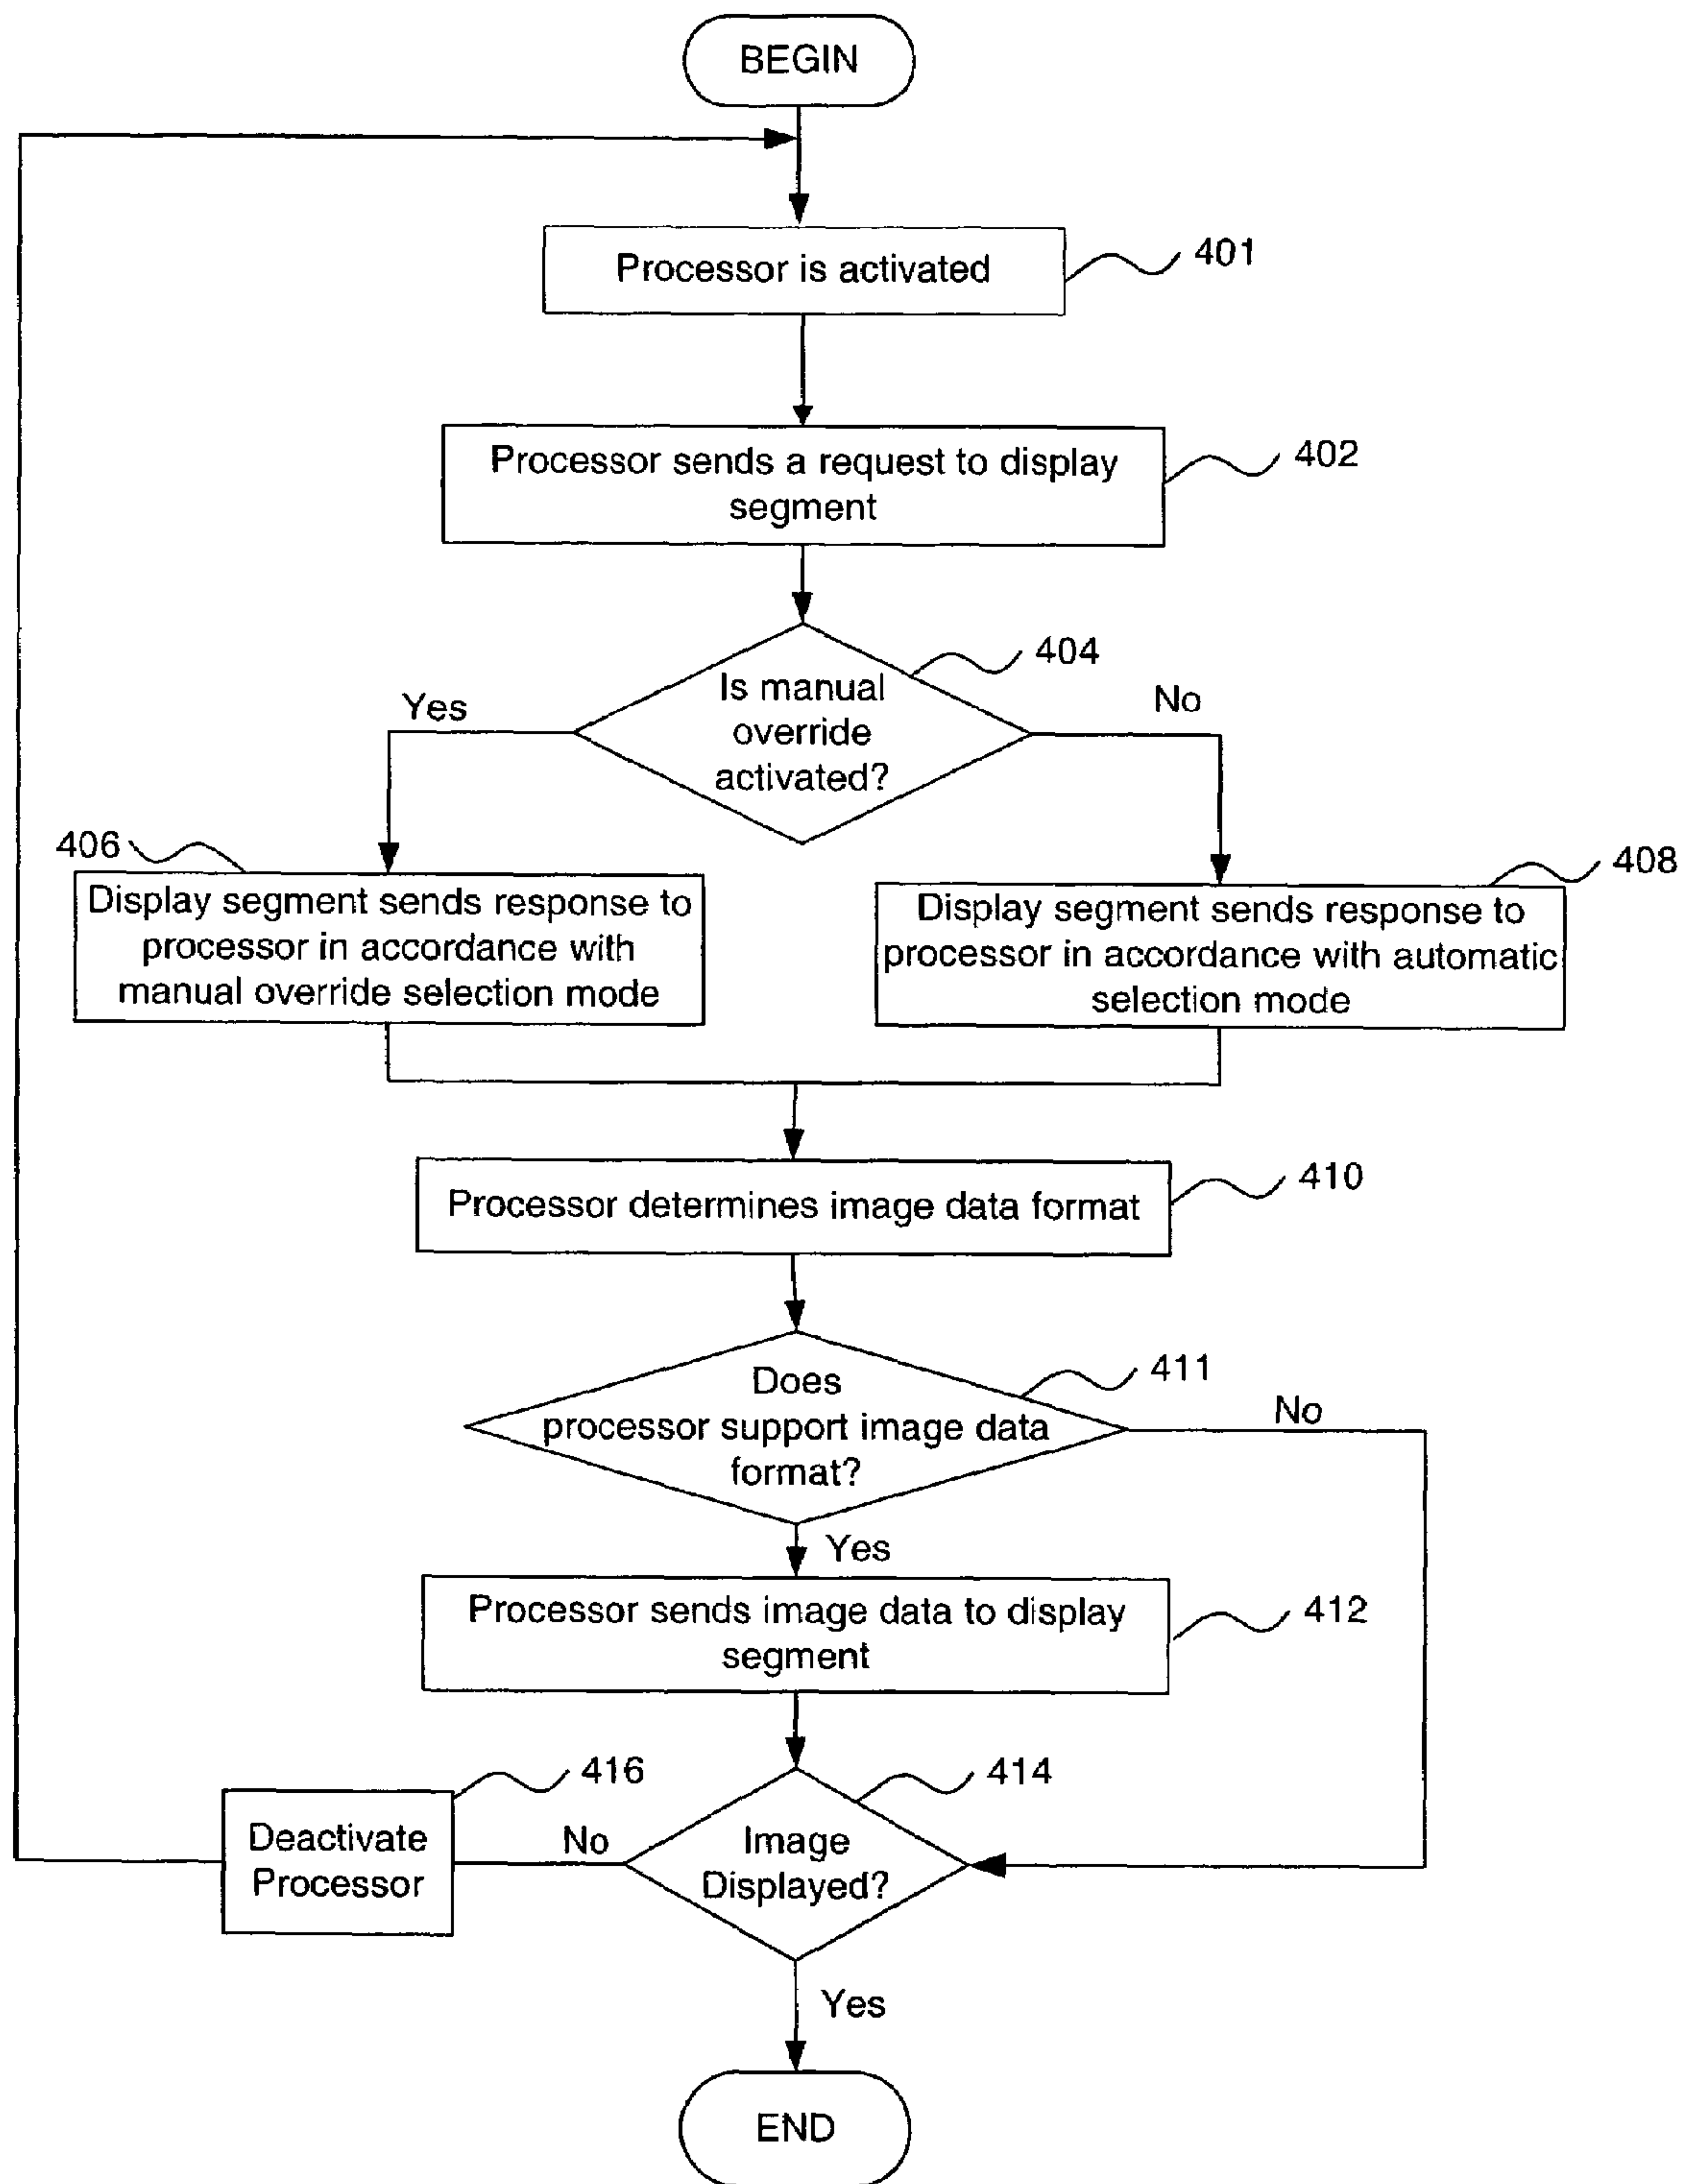 BEGIN
Processor is activated
401
Processor sends a request to display
segment
402
404
Is manual
override
activated?
Yes
No
406
Display segment sends response to
processor in accordance with
manual override selection mode
408
Display segment sends response to
processor in accordance with automatic
selection mode
Processor determines image data format
410
411
Does
processor support image data
format?
No
Yes
Processor sends image data to display
segment
412
416
414
Deactivate
Processor
No
Image
Displayed?
Yes
END